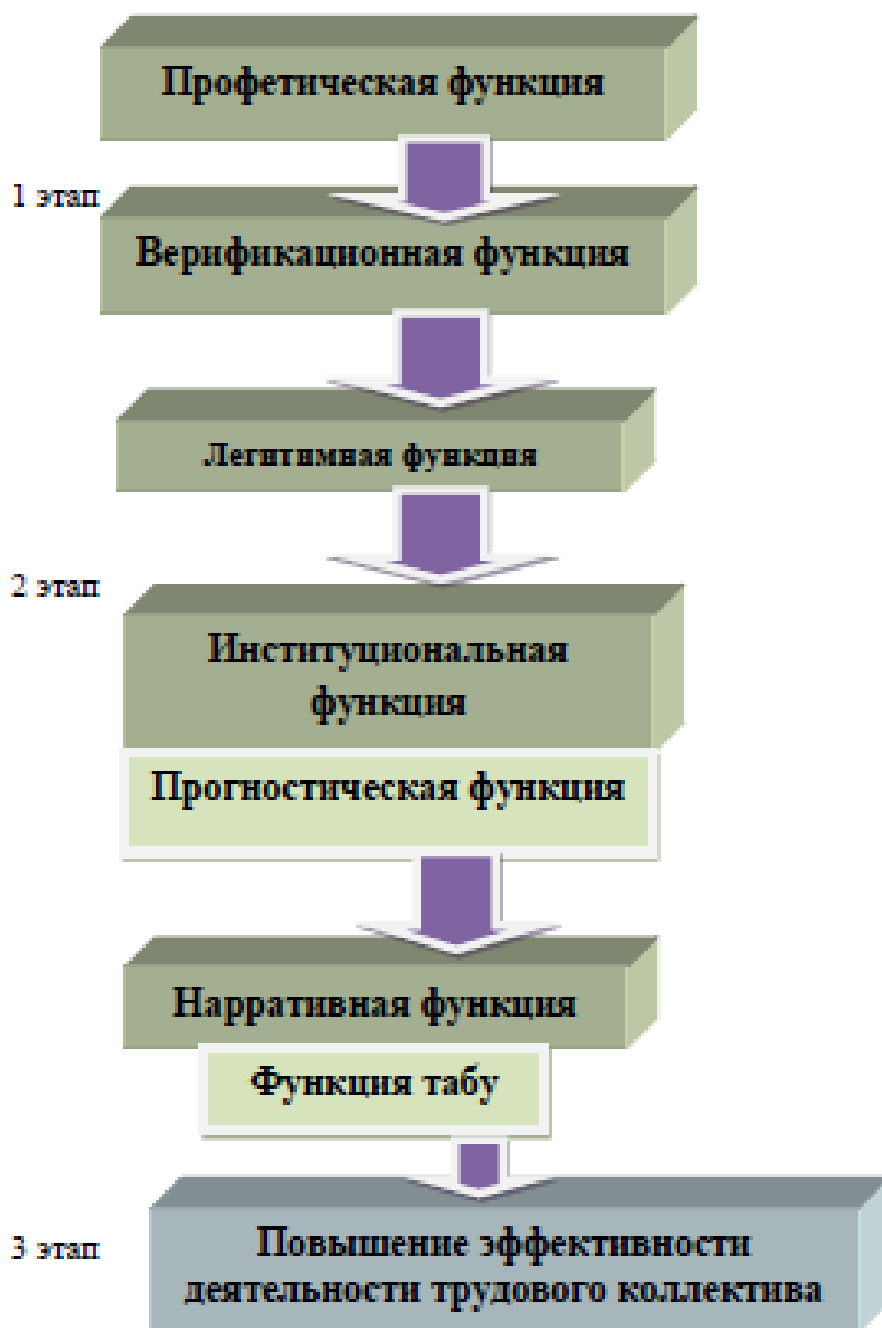 Профетическая функция
1 этап
Верификационная функция
Легитимная функция
2 этап
Институциональная
функция
Прогностическая функция
Нарративная функция
Функция табу
3 этап
Повышение эффективности
деятельности трудового коллектива